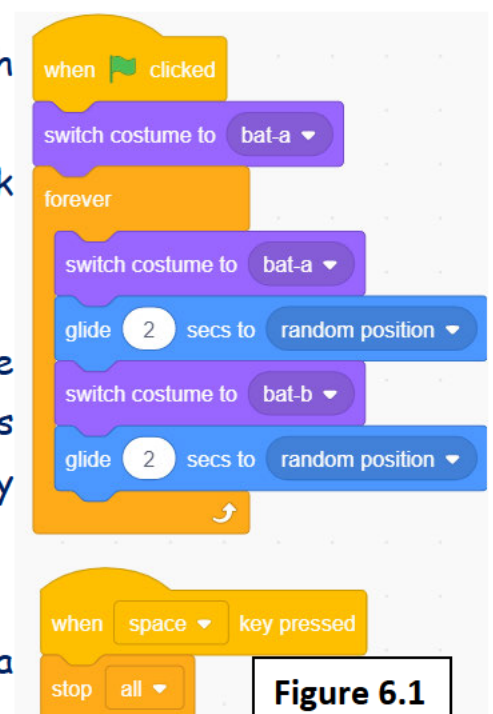 when clicked
switch costume to bat-a
forever
switch costume to bat-a
glide 2 secs to random position
switch costume to bat-b
glide 2 secs to random position
when space key pressed
stop all
Figure 6.1